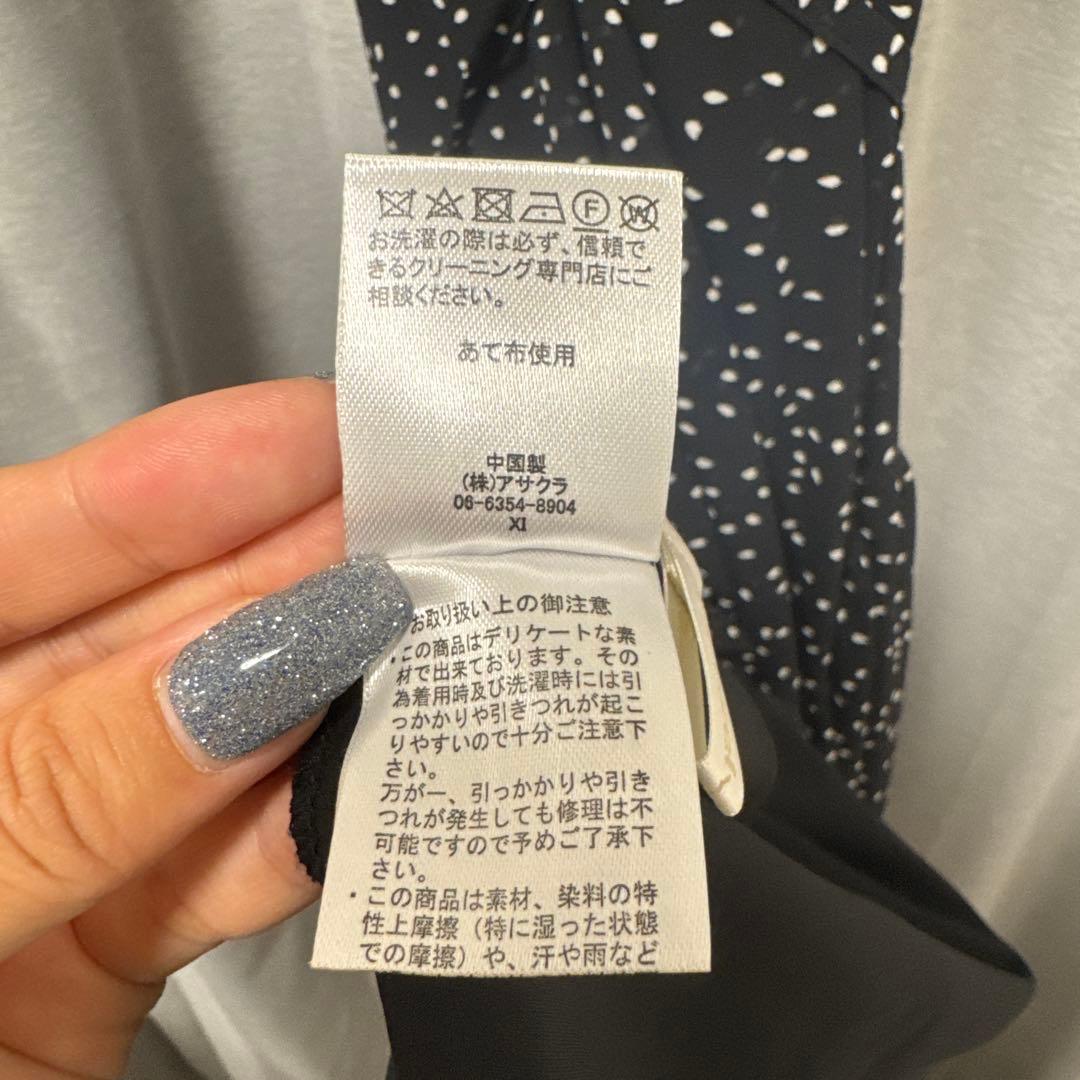 F W
お洗濯の際は必ず、信頼で
きるクリーニング専門店にご
相談ください。
あて布使用
中国製
(株)アサクラ
06-6354-8904
XI
お取り扱い上の御注意
・この商品はデリケートな素
材で出来ております。その
為着用時及び洗濯時には引
っかかりや引きつれが起こ
りやすいので十分ご注意下
さい。
万が一、引っかかりや引き
つれが発生しても修理は不
可能ですので予めご了承下
さい。
・この商品は素材、染料の特
性上摩擦（特に湿った状態
での摩擦）や、汗や雨など